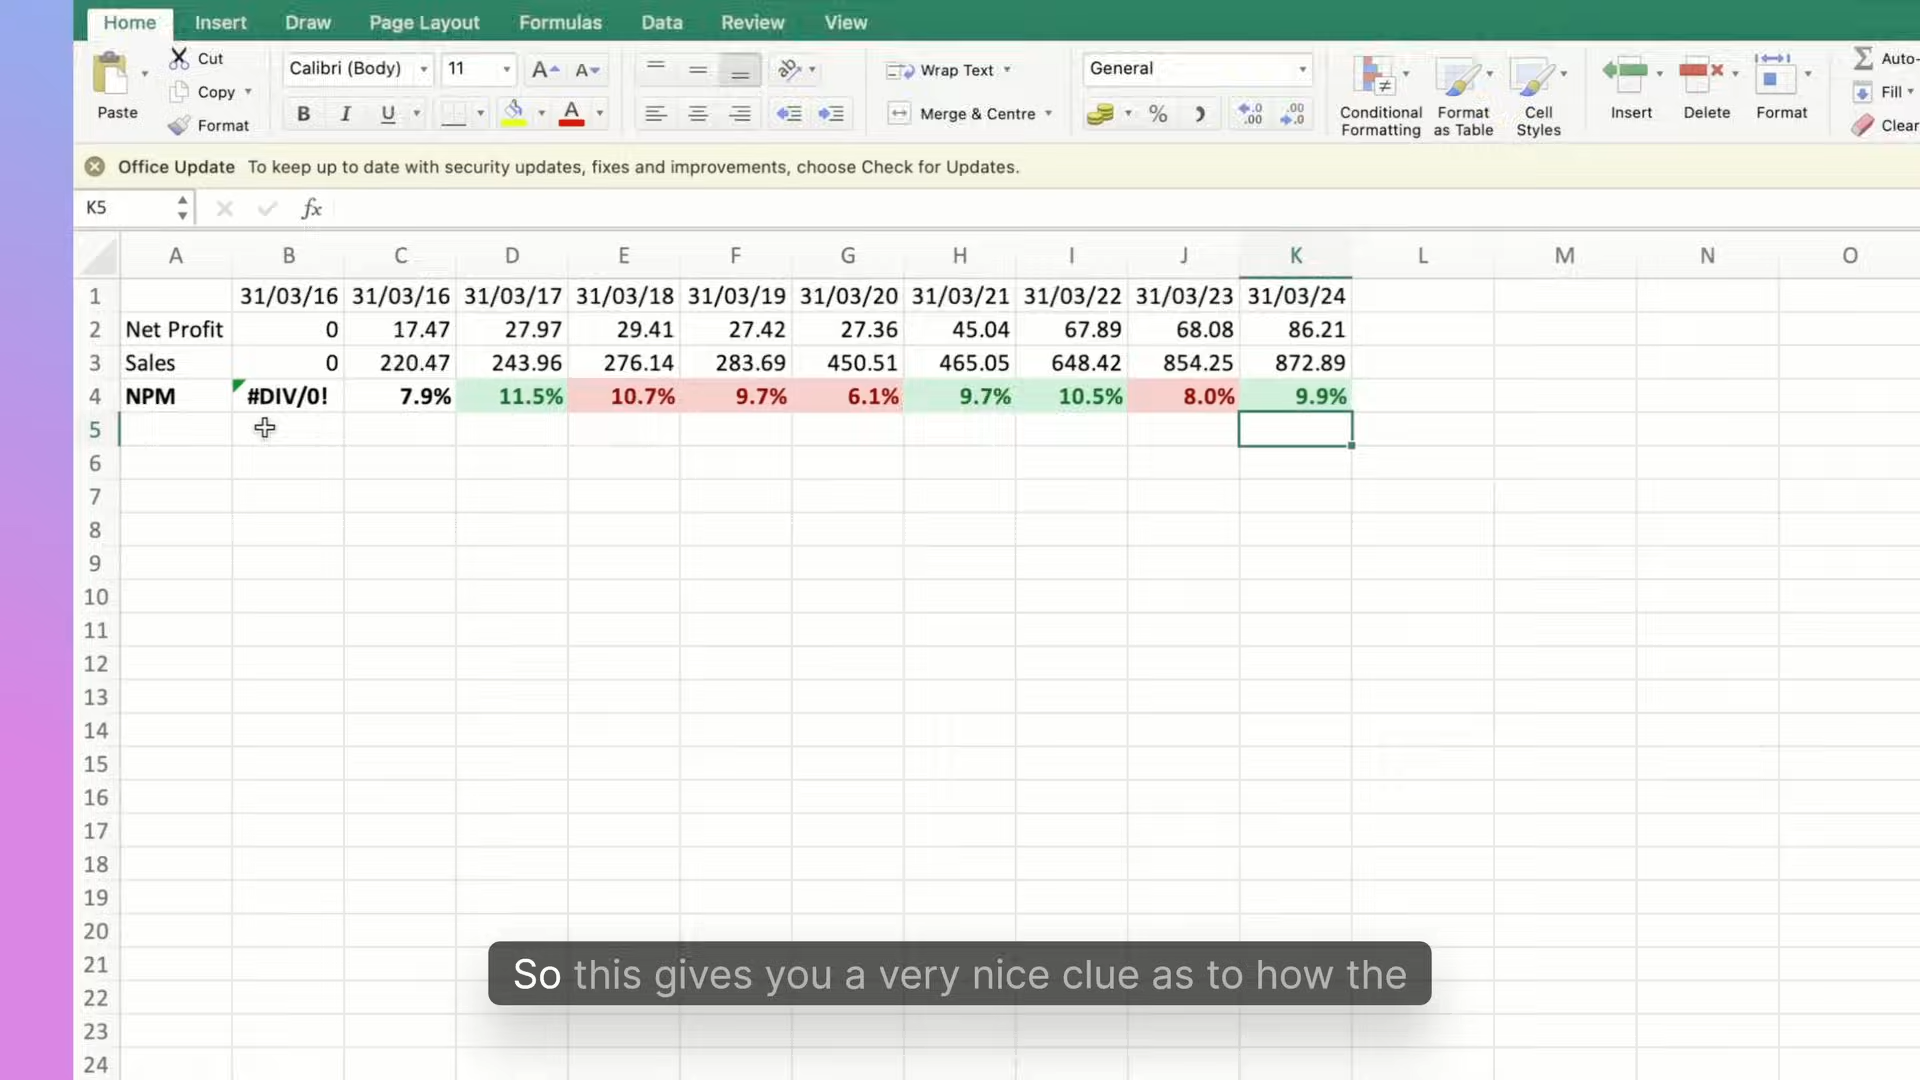 Home Insert Draw Page Layout Formulas Data Review View
Cut
Calibri (Body) 11 Wrap Text General
Copy
Paste
Format
B I U A Merge & Centre %
Conditional Formatting
Format as Table
Cell Styles
Insert Delete Format
Auto-
Fill
Clear
Office Update To keep up to date with security updates, fixes and improvements, choose Check for Updates.
K5 fx
A B C D E F G H I J K L M N O
1 31/03/16 31/03/16 31/03/17 31/03/18 31/03/19 31/03/20 31/03/21 31/03/22 31/03/23 31/03/24
2 Net Profit 0 17.47 27.97 29.41 27.42 27.36 45.04 67.89 68.08 86.21
3 Sales 0 220.47 243.96 276.14 283.69 450.51 465.05 648.42 854.25 872.89
4 NPM #DIV/0! 7.9% 11.5% 10.7% 9.7% 6.1% 9.7% 10.5% 8.0% 9.9%
5
6
7
8
9
10
11
12
13
14
15
16
17
18
19
20
21
22
23
24
So this gives you a very nice clue as to how the